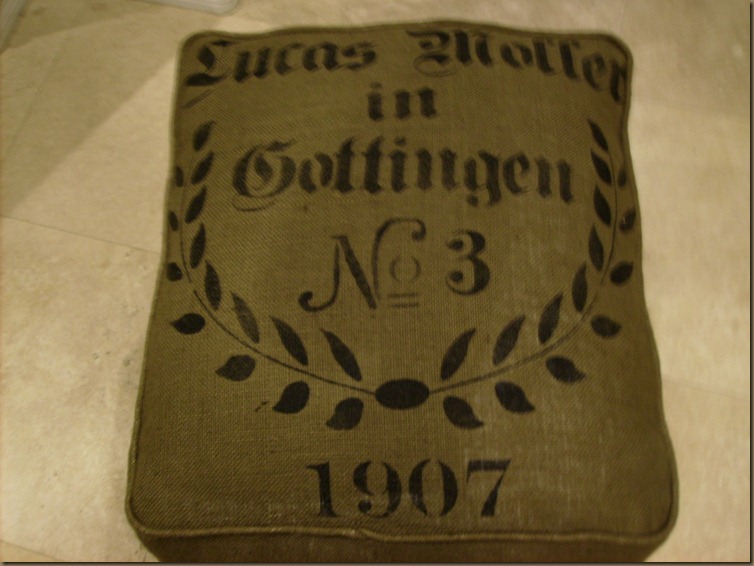 Lucas Moller
in
Gottingen
No 3
1907